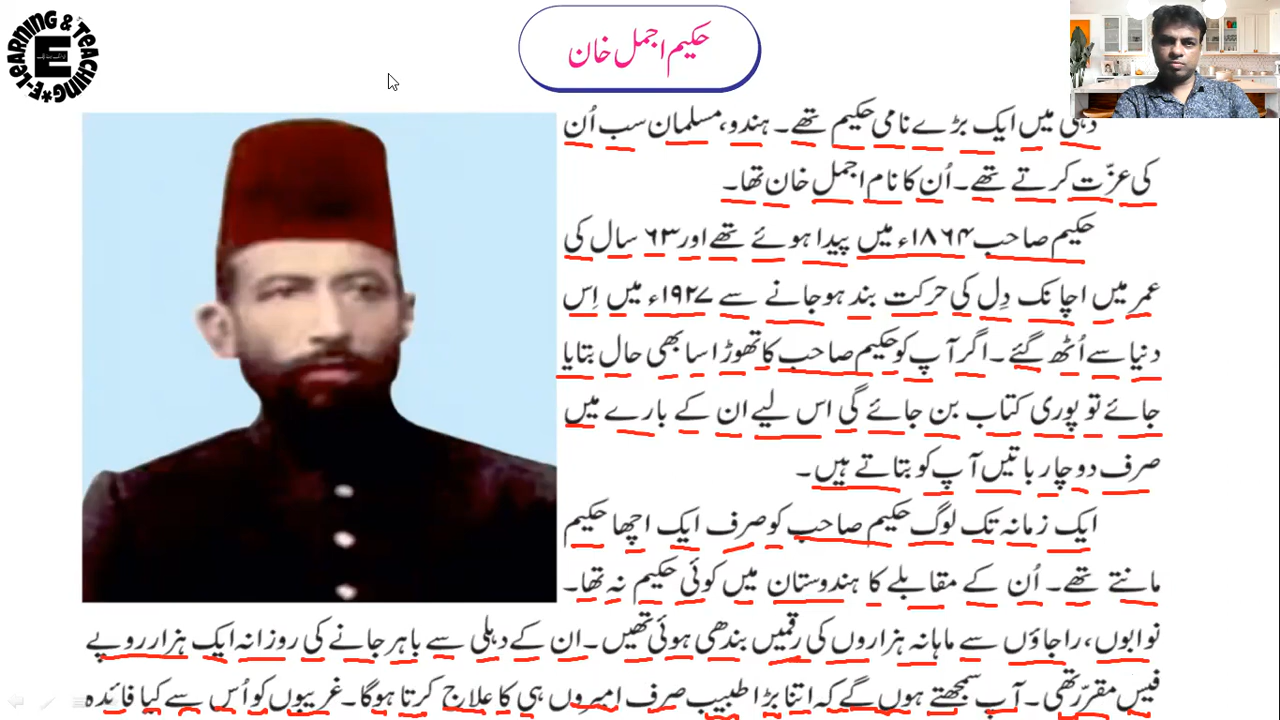 E-LEARNING & TEACHING
E
حکیم اجمل خان
دہلی میں ایک بڑے نامی حکیم تھے۔ ہندو، مسلمان سب اُن
کی عزّت کرتے تھے۔ اُن کا نام اجمل خان تھا۔
حکیم صاحب ۱۸۶۴ء میں پیدا ہوئے تھے اور ۶۳ سال کی
عمر میں اچانک دِل کی حرکت بند ہو جانے سے ۱۹۲۷ء میں اِس
دنیا سے اُٹھ گئے۔ اگر آپ کو حکیم صاحب کا تھوڑا سا بھی حال بتایا
جائے تو پوری کتاب بن جائے گی اس لیے ان کے بارے میں
صرف دو چار باتیں آپ کو بتاتے ہیں۔
ایک زمانہ تک لوگ حکیم صاحب کو صرف ایک اچھا حکیم
مانتے تھے۔ اُن کے مقابلے کا ہندوستان میں کوئی حکیم نہ تھا۔
نوابوں، راجاؤں سے ماہانہ ہزاروں کی رقمیں بندھی ہوئی تھیں۔ ان کے دہلی سے باہر جانے کی روزانہ ایک ہزار روپے
فیس مقرّر تھی۔ آپ سمجھتے ہوں گے کہ اتنا بڑا طبیب صرف امیروں ہی کا علاج کرتا ہوگا۔ غریبوں کو اُس سے کیا فائدہ